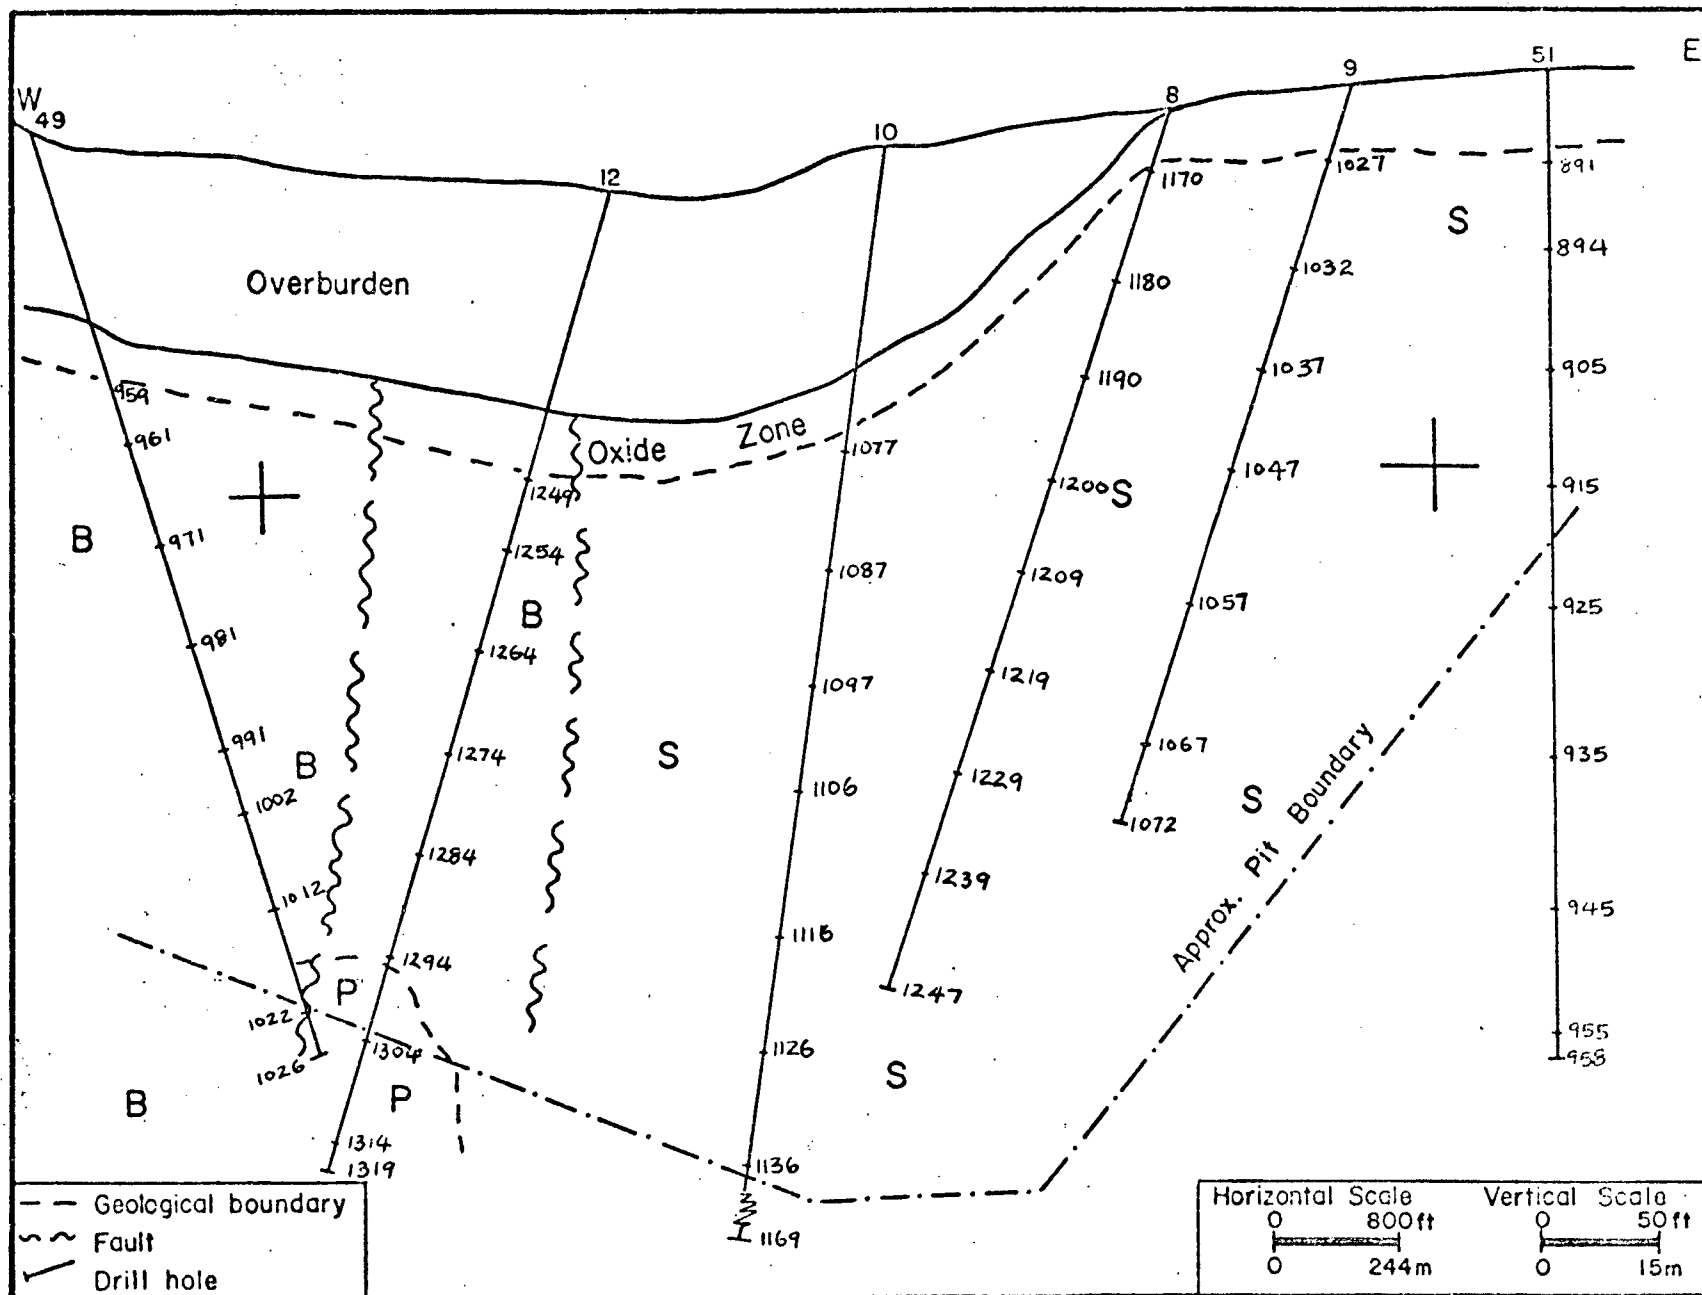 W
E
49
12
10
8
9
51
Overburden
Oxide Zone
959
961
971
981
991
1002
1012
1022
1026
1249
1254
1264
1274
1284
1294
1304
1314
1319
1077
1087
1097
1106
1116
1126
1136
1169
1170
1180
1190
1200
1209
1219
1229
1239
1247
1027
1032
1037
1047
1057
1067
1072
891
894
905
915
925
935
945
955
958
B
B
B
B
P
P
S
S
S
S
S
Approx. Pit Boundary
Geological boundary
Fault
Drill hole
Horizontal Scale
0 800ft
0 244m
Vertical Scale
0 50ft
0 15m